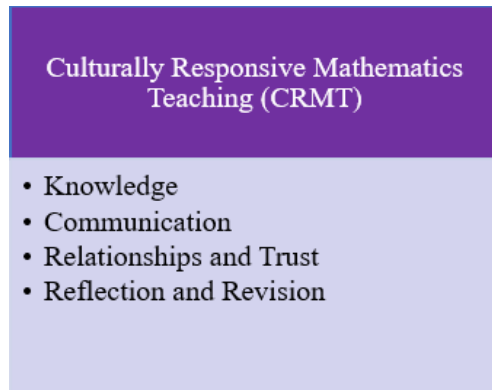 Culturally Responsive Mathematics
Teaching (CRMT)
• Knowledge
• Communication
• Relationships and Trust
• Reflection and Revision